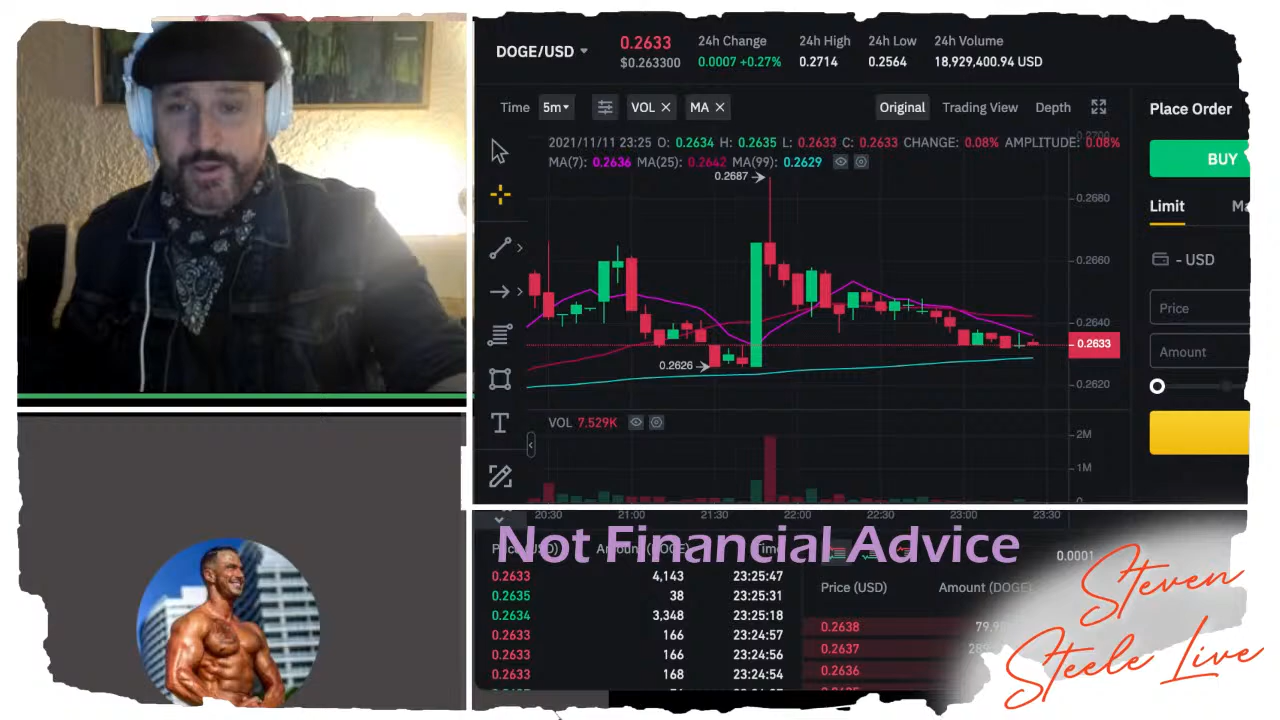 DOGE/USD
0.2633
$0.263300
24h Change
0.0007 +0.27%
24h High
0.2714
24h Low
0.2564
24h Volume
18,929,400.94 USD
Time 5m VOL MA Original Trading View Depth
2021/11/11 23:25 O: 0.2634 H: 0.2635 L: 0.2633 C: 0.2633 CHANGE: 0.08% AMPLITUDE: 0.08%
MA(7): 0.2636 MA(25): 0.2642 MA(99): 0.2629
0.2700
0.2687
0.2680
0.2660
0.2640
0.2633
0.2626
0.2620
VOL 7.529K
2M
1M
0
20:30 21:00 21:30 22:00 22:30 23:00 23:30
Place Order
BUY
Limit
- USD
Price
Amount
Not Financial Advice
Time
0.2633 4,143 23:25:47
0.2635 38 23:25:31
0.2634 3,348 23:25:18
0.2633 166 23:24:57
0.2633 166 23:24:56
0.2633 168 23:24:54
0.0001
Price (USD) Amount (DOGE)
0.2638
0.2637
0.2636
Steven
Steele Live